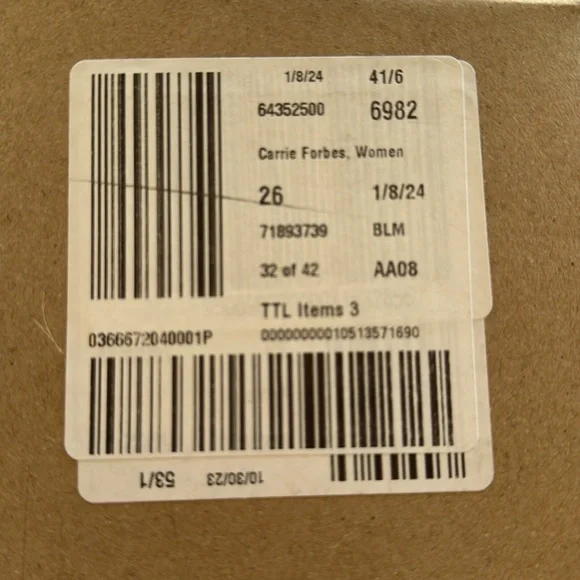 1/8/24 41/6
64352500 6982
Carrie Forbes, Women
26 1/8/24
71893739 BLM
32 of 42 AA08
TTL Items 3
0366672040001P 00000000010513571690
53/1 10/30/23